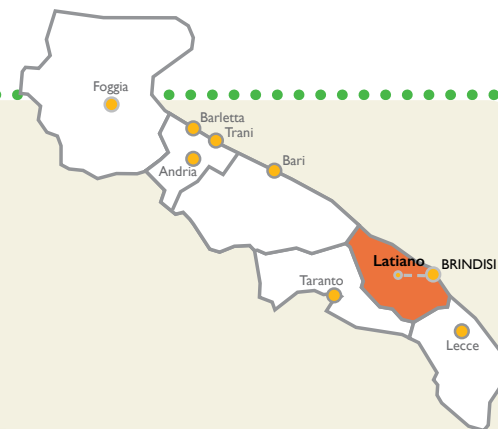 Foggia
Barletta
Trani
Andria
Bari
Latiano
BRINDISI
Taranto
Lecce